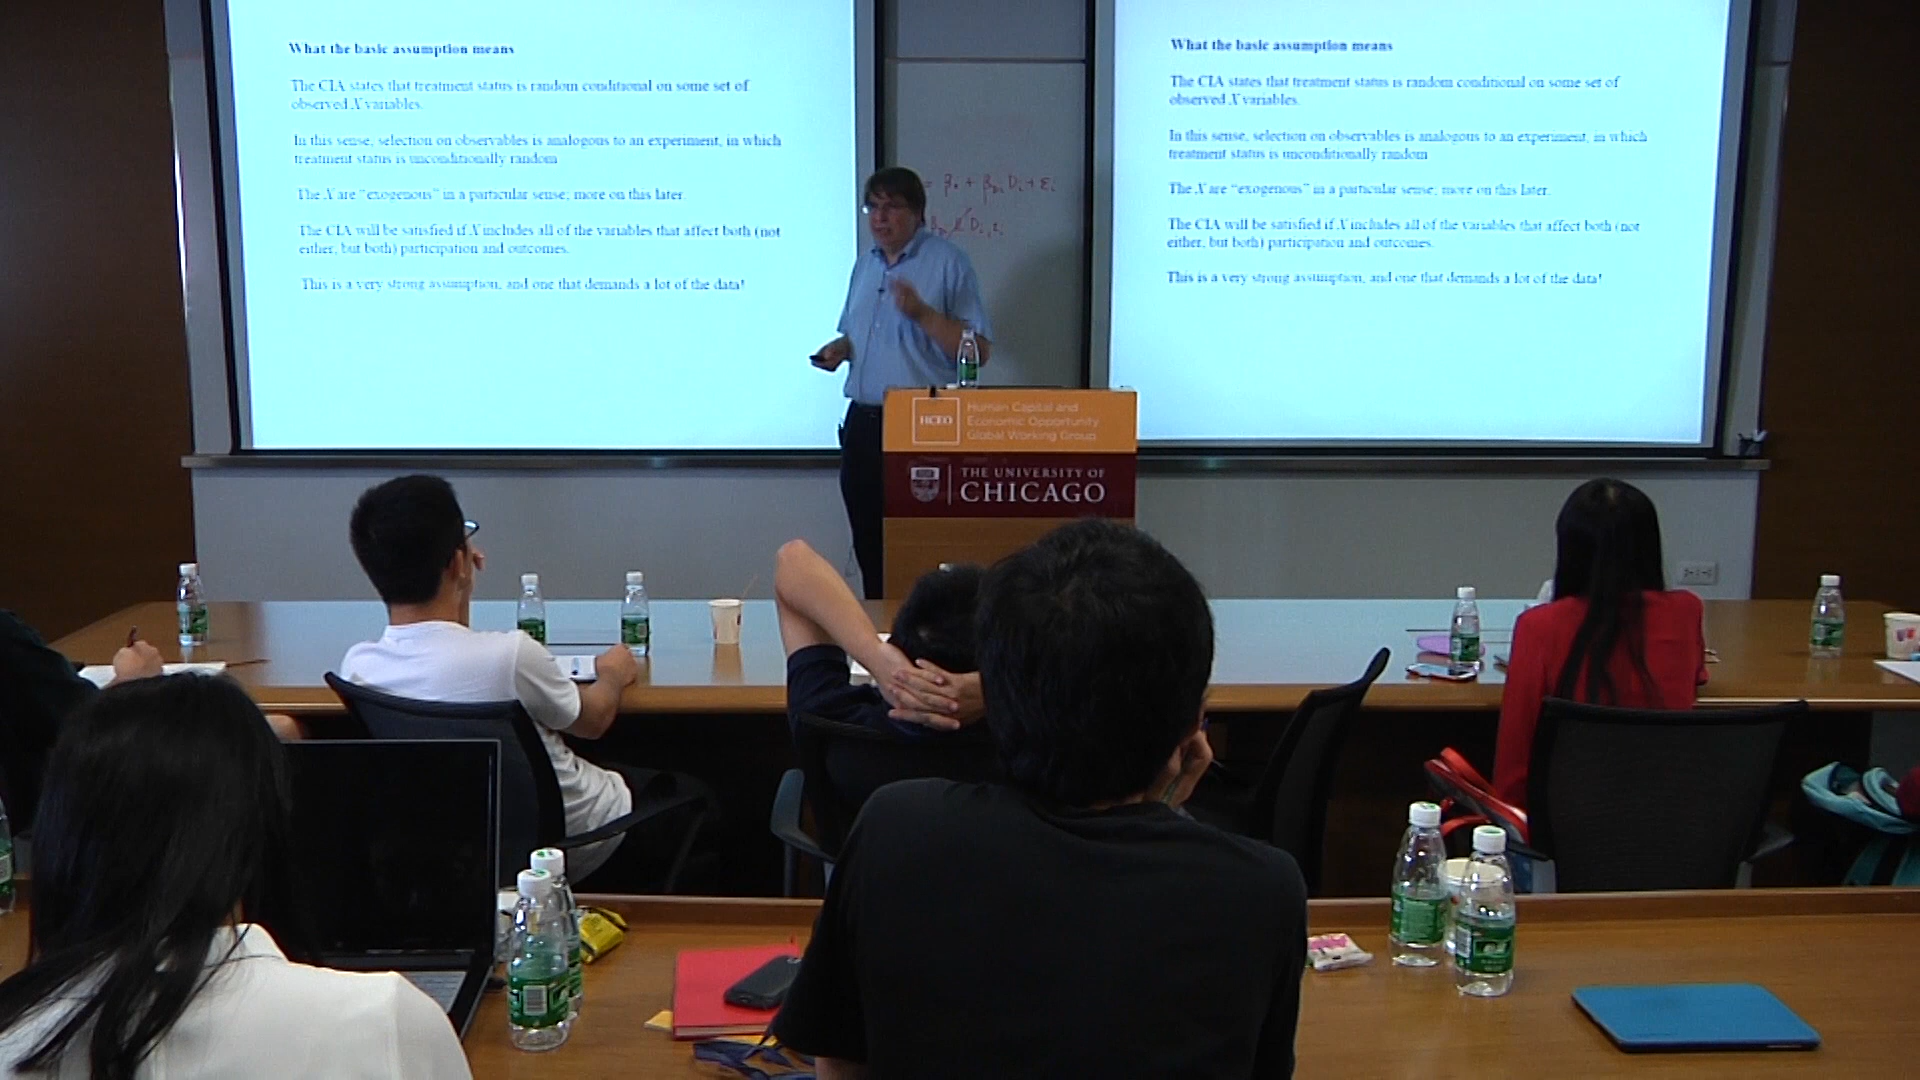 What the basic assumption means
The CIA states that treatment status is random conditional on some set of
observed X variables.
In this sense, selection on observables is analogous to an experiment, in which
treatment status is unconditionally random
The X are “exogenous” in a particular sense; more on this later.
The CIA will be satisfied if X includes all of the variables that affect both (not
either, but both) participation and outcomes.
This is a very strong assumption, and one that demands a lot of the data!
= β₀ + β_Di D_i + ε_i
What the basic assumption means
The CIA states that treatment status is random conditional on some set of
observed X variables.
In this sense, selection on observables is analogous to an experiment, in which
treatment status is unconditionally random
The X are “exogenous” in a particular sense; more on this later.
The CIA will be satisfied if X includes all of the variables that affect both (not
either, but both) participation and outcomes.
This is a very strong assumption, and one that demands a lot of the data!
HCEO
Human Capital and
Economic Opportunity
Global Working Group
THE UNIVERSITY OF
CHICAGO